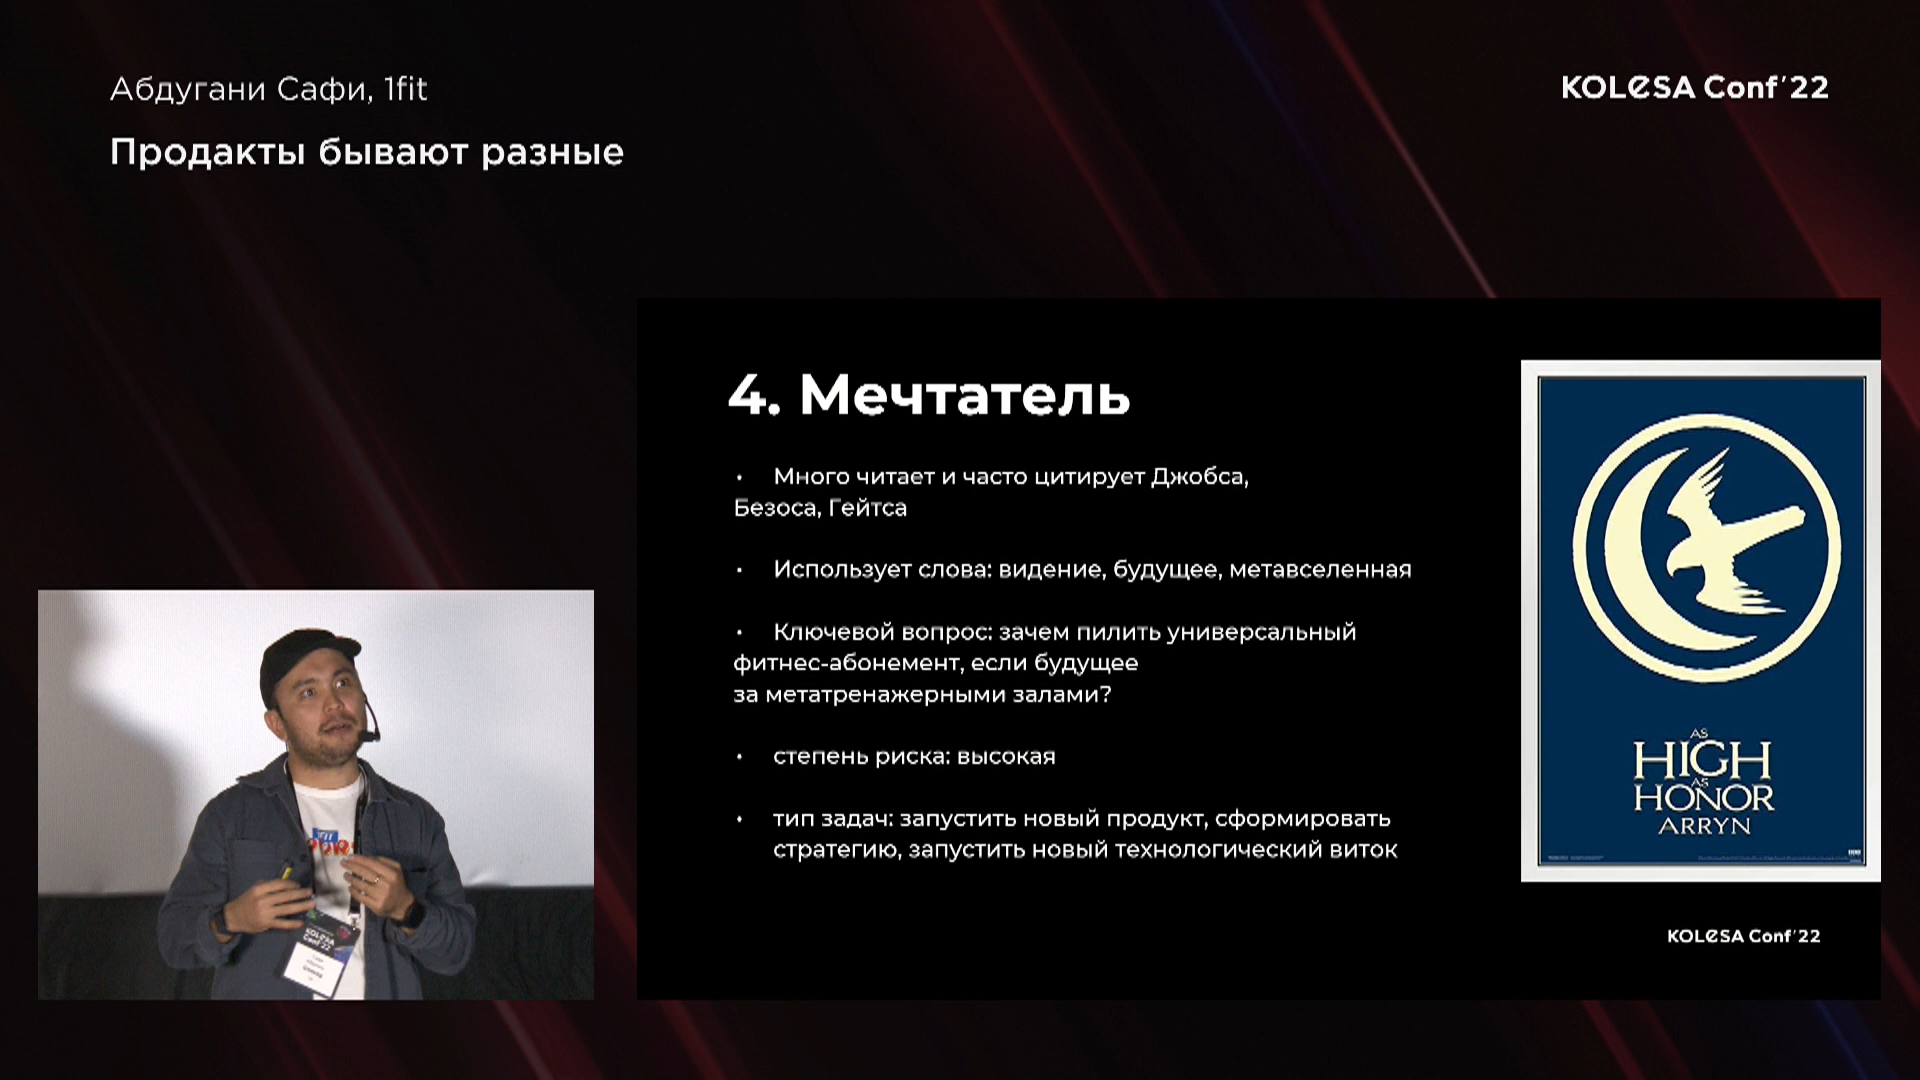 Абдугани Сафи, 1fit
Продакты бывают разные
KOLESA Conf'22
4. Мечтатель
• Много читает и часто цитирует Джобса,
Безоса, Гейтса
• Использует слова: видение, будущее, метавселенная
• Ключевой вопрос: зачем пилить универсальный
фитнес-абонемент, если будущее
за метатренажерными залами?
• степень риска: высокая
• тип задач: запустить новый продукт, сформировать
стратегию, запустить новый технологический виток
AS
HIGH
AS
HONOR
ARRYN
KOLESA Conf'22
KOLESA
Conf'22